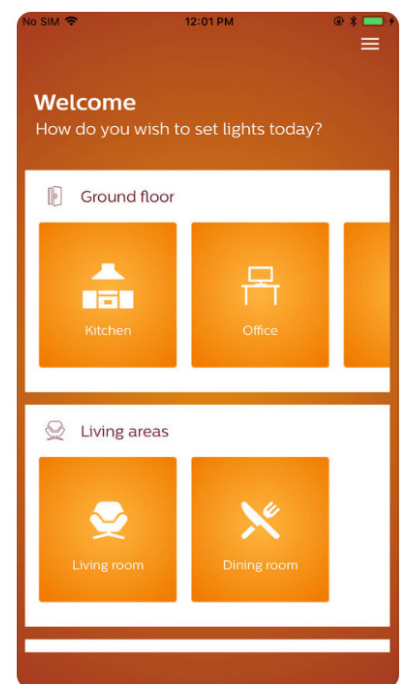 No SIM 12:01 PM
Welcome
How do you wish to set lights today?
Ground floor
Kitchen
Office
Living areas
Living room
Dining room